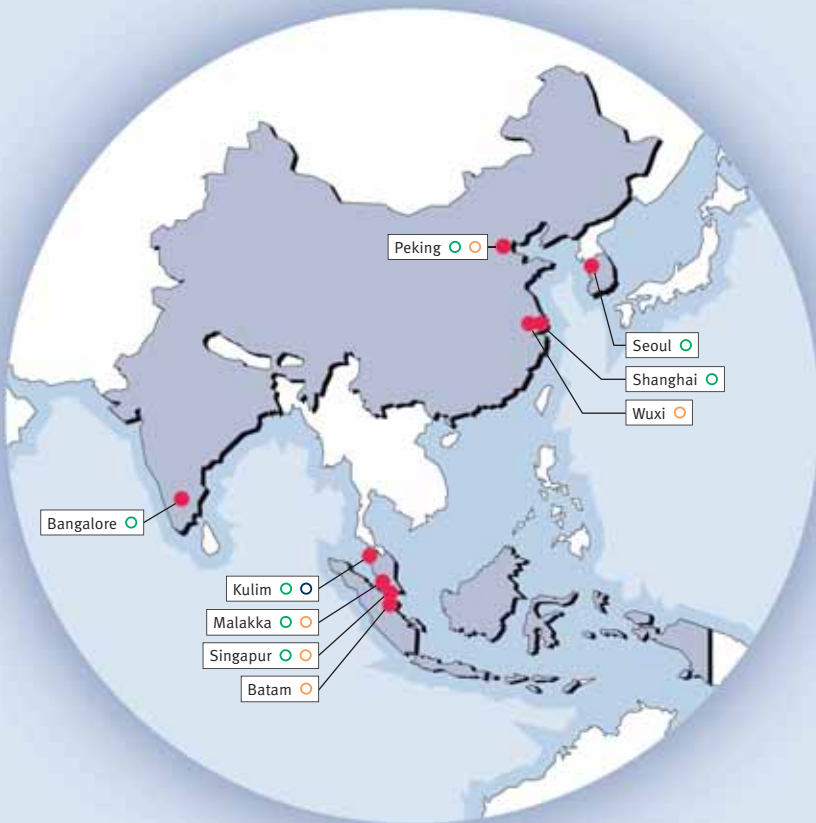 Peking
Seoul
Shanghai
Wuxi
Bangalore
Kulim
Malakka
Singapur
Batam